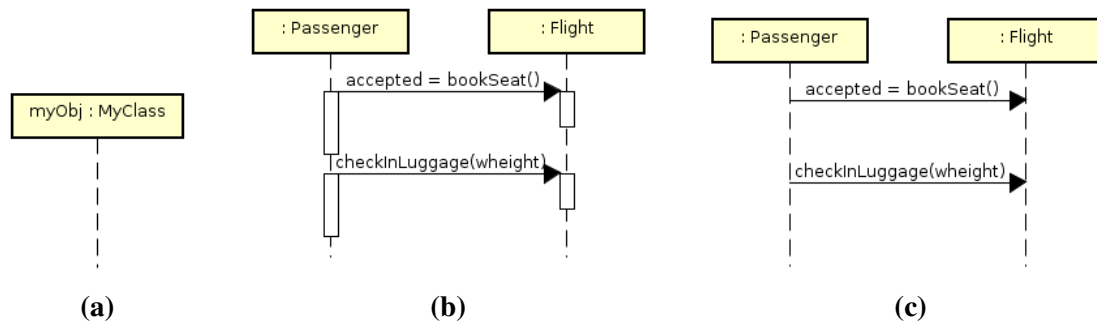 : Passenger
: Flight
: Passenger
: Flight
accepted = bookSeat()
accepted = bookSeat()
myObj : MyClass
checkInLuggage(wheight)
checkInLuggage(wheight)
(a)
(b)
(c)